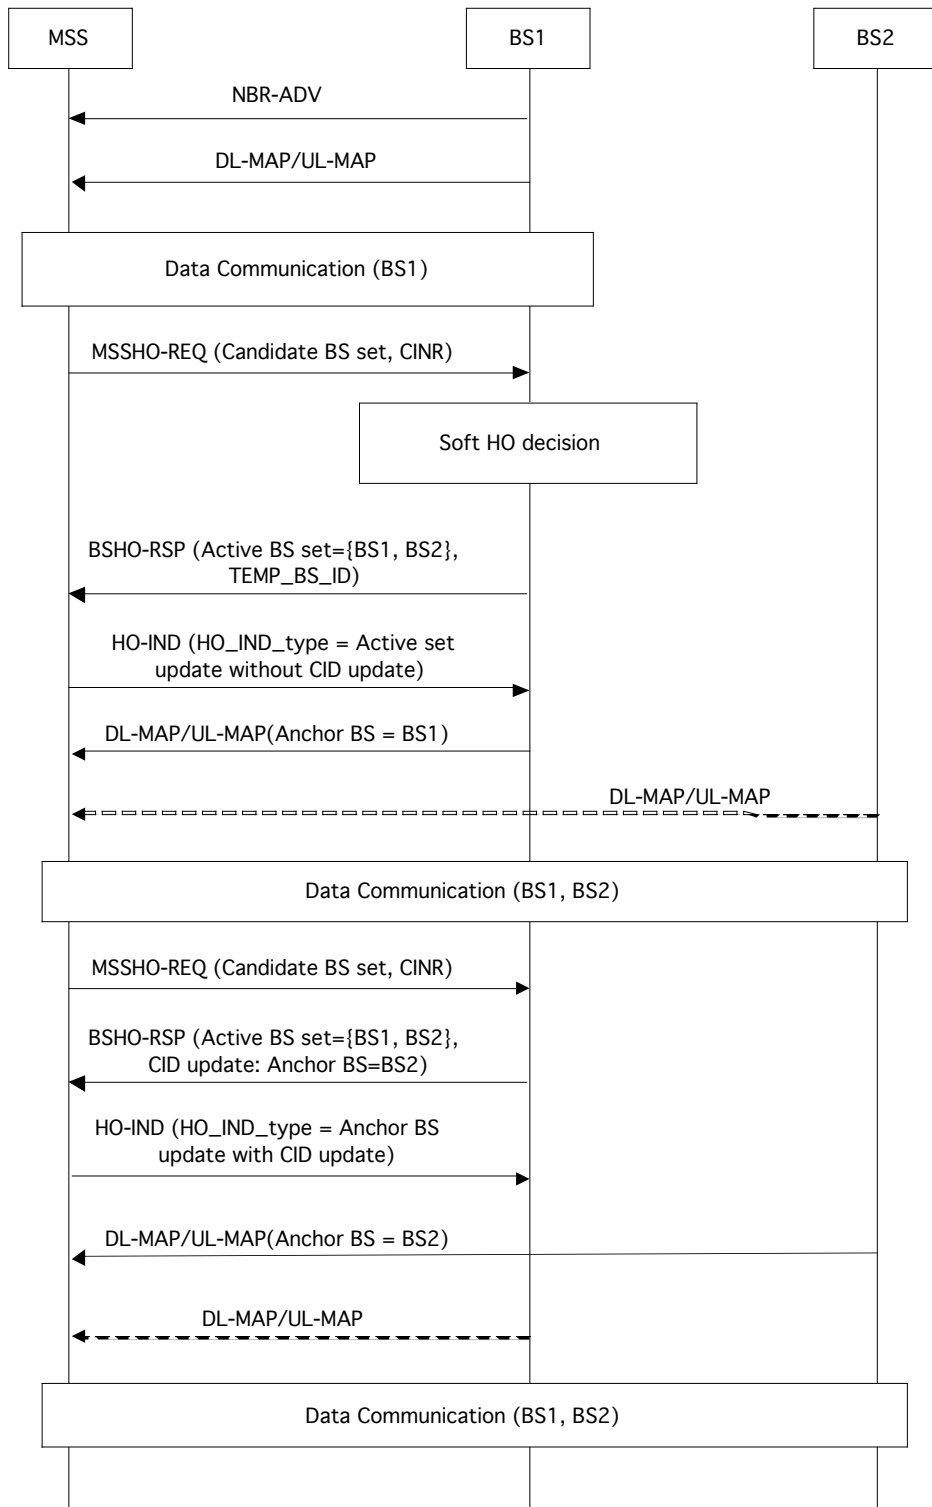 MSS
BS1
BS2
NBR-ADV
DL-MAP/UL-MAP
Data Communication (BS1)
MSSHO-REQ (Candidate BS set, CINR)
Soft HO decision
BSHO-RSP (Active BS set={BS1, BS2},
TEMP_BS_ID)
HO-IND (HO_IND_type = Active set
update without CID update)
DL-MAP/UL-MAP(Anchor BS = BS1)
DL-MAP/UL-MAP
Data Communication (BS1, BS2)
MSSHO-REQ (Candidate BS set, CINR)
BSHO-RSP (Active BS set={BS1, BS2},
CID update: Anchor BS=BS2)
HO-IND (HO_IND_type = Anchor BS
update with CID update)
DL-MAP/UL-MAP(Anchor BS = BS2)
DL-MAP/UL-MAP
Data Communication (BS1, BS2)